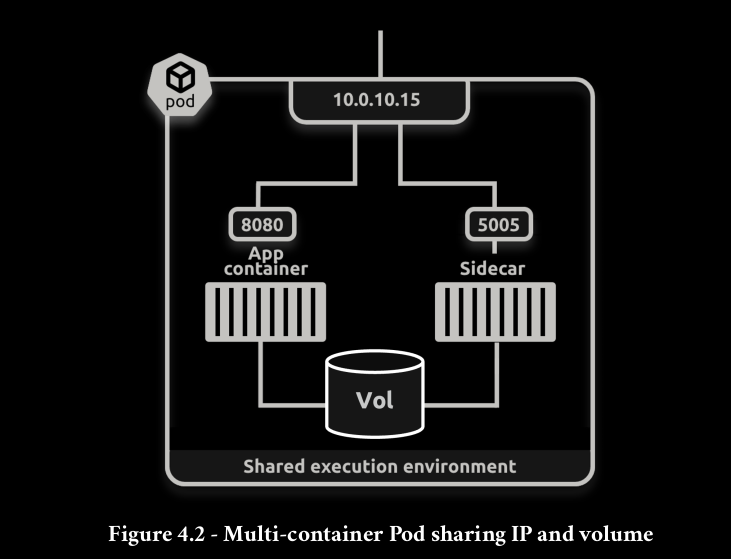 pod
10.0.10.15
8080
5005
App
container
Sidecar
Vol
Shared execution environment
Figure 4.2 - Multi-container Pod sharing IP and volume